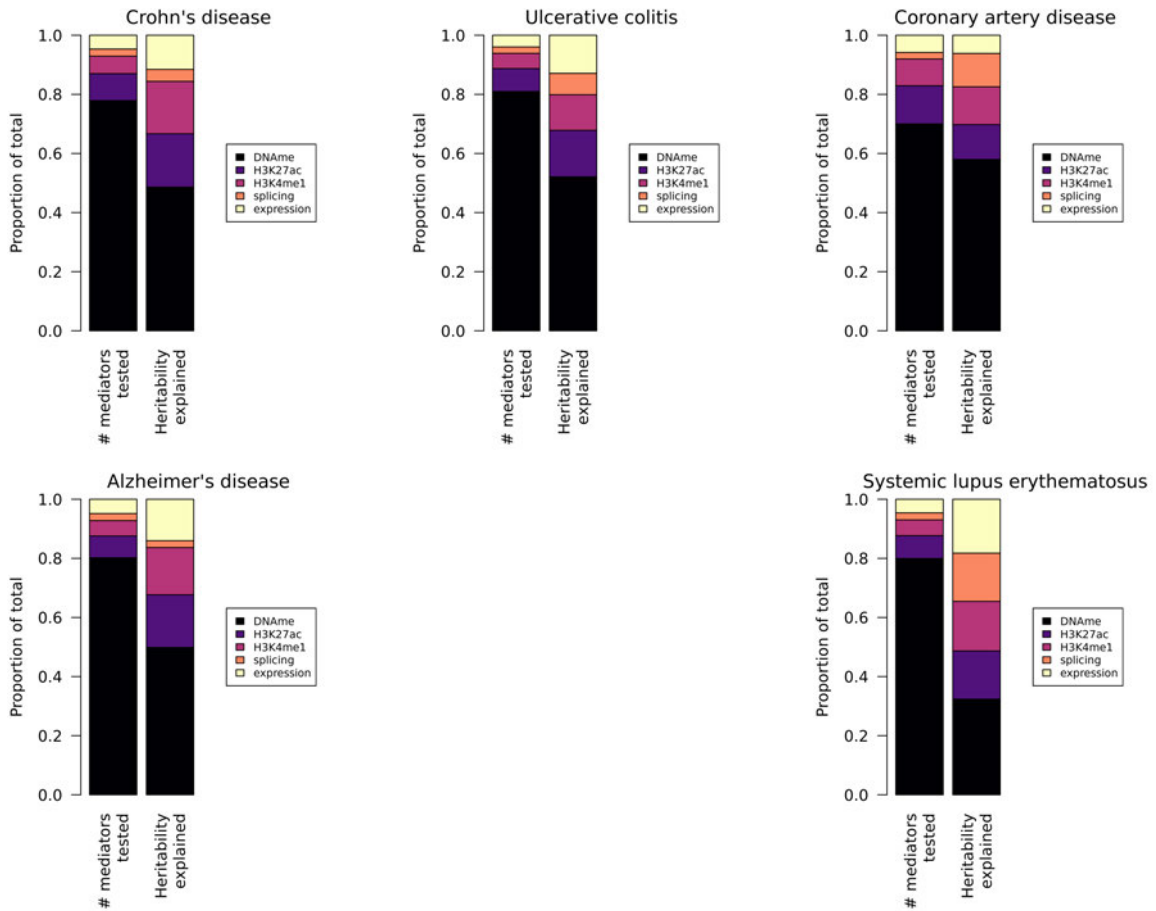 Crohn's disease
Proportion of total
1.0
0.8
0.6
0.4
0.2
0.0
# mediators
tested
Heritability
explained
DNAme
H3K27ac
H3K4me1
splicing
expression
Ulcerative colitis
Proportion of total
1.0
0.8
0.6
0.4
0.2
0.0
# mediators
tested
Heritability
explained
DNAme
H3K27ac
H3K4me1
splicing
expression
Coronary artery disease
Proportion of total
1.0
0.8
0.6
0.4
0.2
0.0
# mediators
tested
Heritability
explained
DNAme
H3K27ac
H3K4me1
splicing
expression
Alzheimer's disease
Proportion of total
1.0
0.8
0.6
0.4
0.2
0.0
# mediators
tested
Heritability
explained
DNAme
H3K27ac
H3K4me1
splicing
expression
Systemic lupus erythematosus
Proportion of total
1.0
0.8
0.6
0.4
0.2
0.0
# mediators
tested
Heritability
explained
DNAme
H3K27ac
H3K4me1
splicing
expression